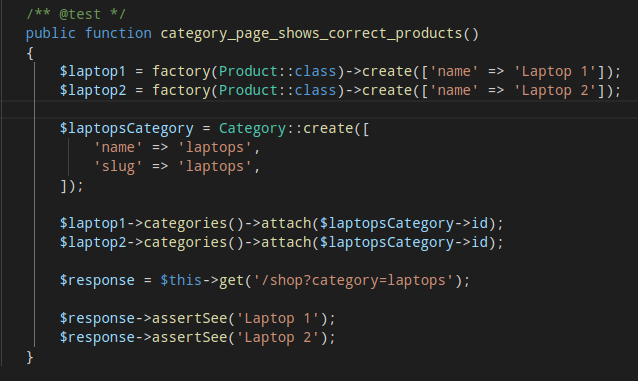 /** @test */
public function category_page_shows_correct_products()
{
$laptop1 = factory(Product::class)->create(['name' => 'Laptop 1']);
$laptop2 = factory(Product::class)->create(['name' => 'Laptop 2']);
$laptopsCategory = Category::create([
'name' => 'laptops',
'slug' => 'laptops',
]);
$laptop1->categories()->attach($laptopsCategory->id);
$laptop2->categories()->attach($laptopsCategory->id);
$response = $this->get('/shop?category=laptops');
$response->assertSee('Laptop 1');
$response->assertSee('Laptop 2');
}